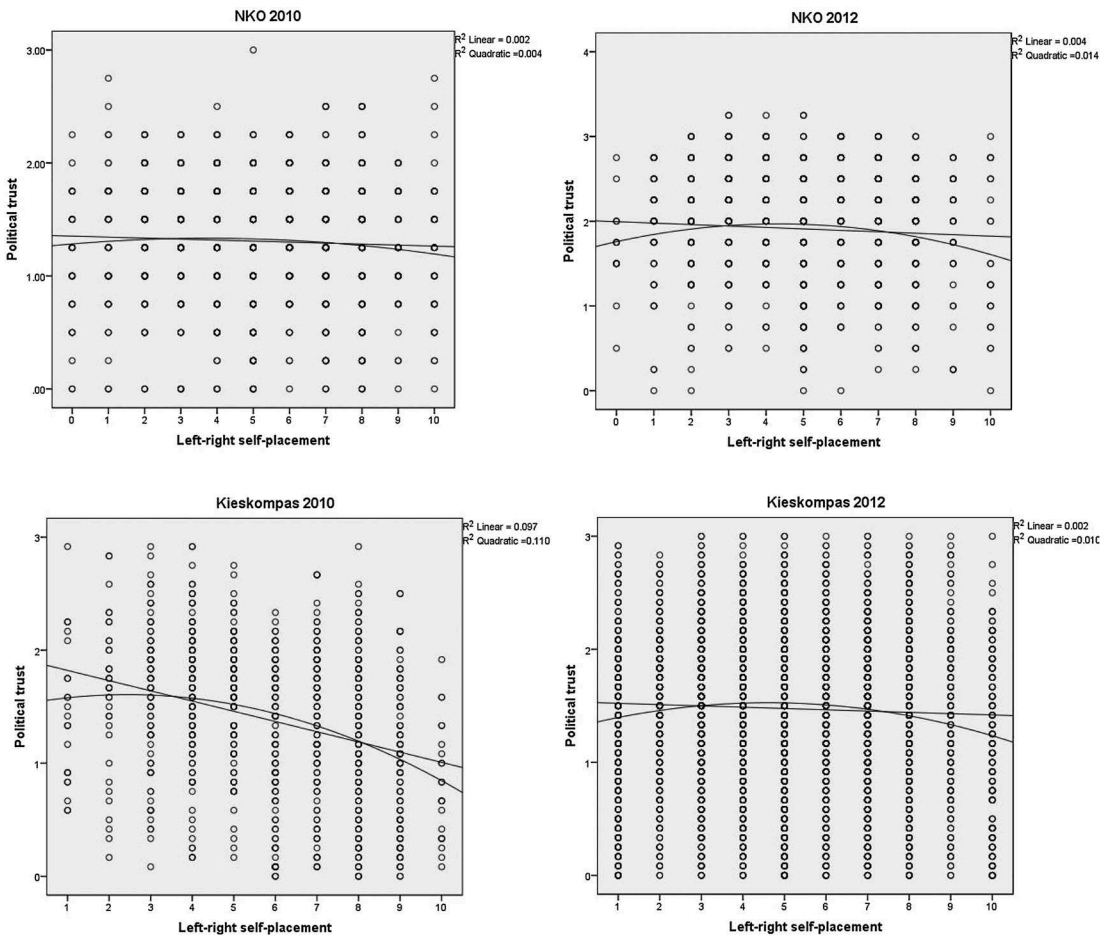 NKO 2010
R² Linear = 0.002
R² Quadratic =0.004
3.00
2.00
1.00
.00
Political trust
0 1 2 3 4 5 6 7 8 9 10
Left-right self-placement
NKO 2012
R² Linear = 0.004
R² Quadratic =0.014
4
3
2
1
0
Political trust
0 1 2 3 4 5 6 7 8 9 10
Left-right self-placement
Kieskompas 2010
R² Linear = 0.097
R² Quadratic =0.110
3
2
1
0
Political trust
1 2 3 4 5 6 7 8 9 10
Left-right self-placement
Kieskompas 2012
R² Linear = 0.002
R² Quadratic =0.010
3
2
1
0
Political trust
1 2 3 4 5 6 7 8 9 10
Left-right self-placement